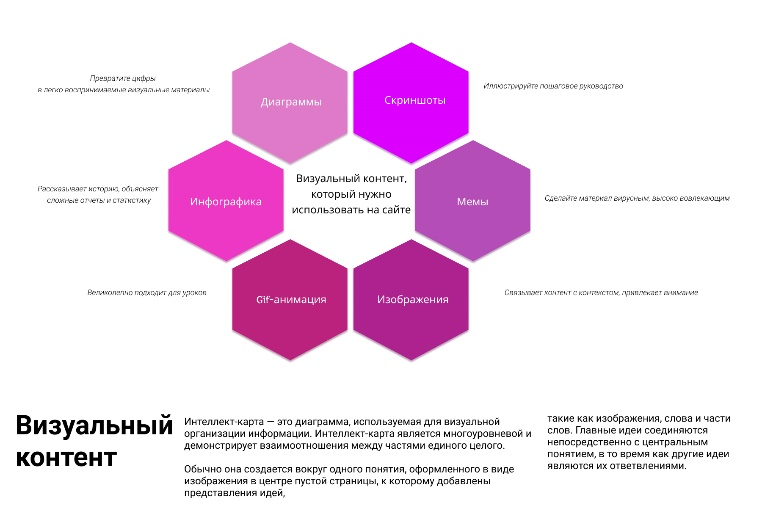 Превратите цифры
в легко воспринимаемые визуальные материалы
Диаграммы
Скриншоты
Иллюстрируйте пошаговое руководство
Рассказывает историю, объясняет
сложные отчеты и статистику
Инфографика
Визуальный контент,
который нужно
использовать на сайте
Мемы
Сделайте материал вирусным, высоко вовлекающим
Великолепно подходит для уроков
Gif-анимация
Изображения
Связывает контент с контекстом, привлекает внимание
Визуальный
контент
Интеллект-карта — это диаграмма, используемая для визуальной
организации информации. Интеллект-карта является многоуровневой и
демонстрирует взаимоотношения между частями единого целого.
Обычно она создается вокруг одного понятия, оформленного в виде
изображения в центре пустой страницы, к которому добавлены
представления идей,
такие как изображения, слова и части
слов. Главные идеи соединяются
непосредственно с центральным
понятием, в то время как другие идеи
являются их ответвлениями.